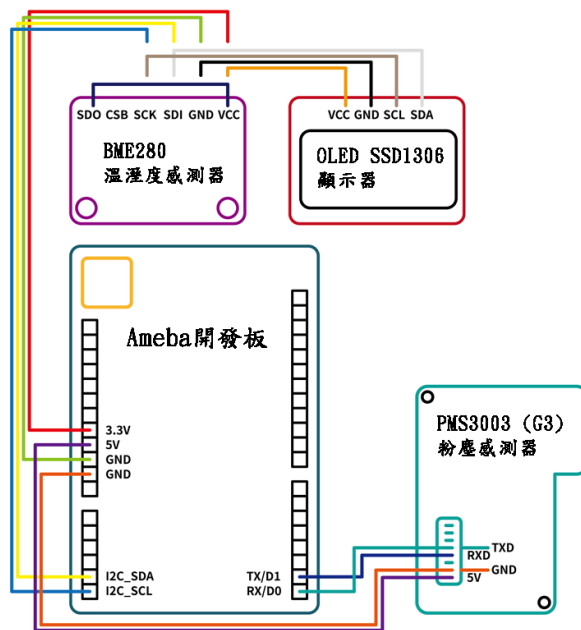 SDO CSB SCK SDI GND VCC
BME280
溫溼度感測器
VCC GND SCL SDA
OLED SSD1306
顯示器
Ameba開發板
3.3V
5V
GND
GND
I2C_SDA
I2C_SCL
TX/D1
RX/D0
PMS3003 (G3)
粉塵感測器
TXD
RXD
GND
5V